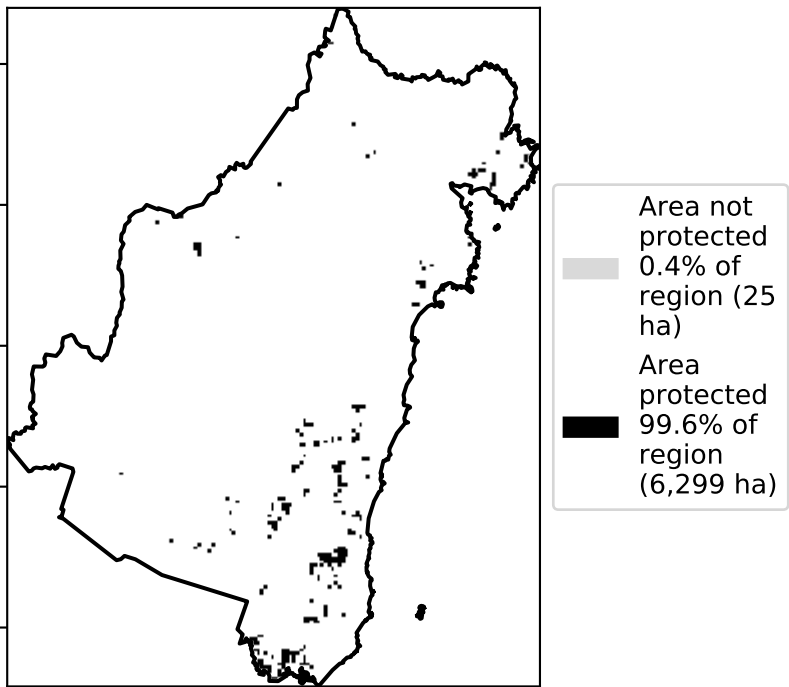 Area not
protected
0.4% of
region (25
ha)
Area
protected
99.6% of
region
(6,299 ha)